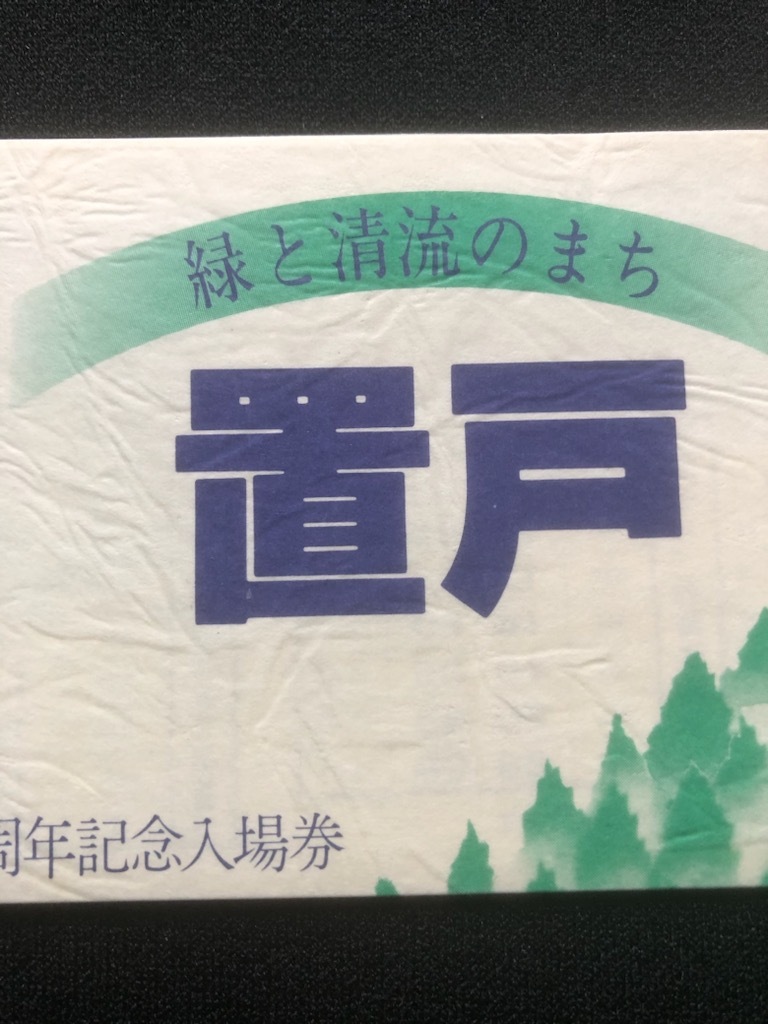 緑と清流のまち
置戸
周年記念入場券